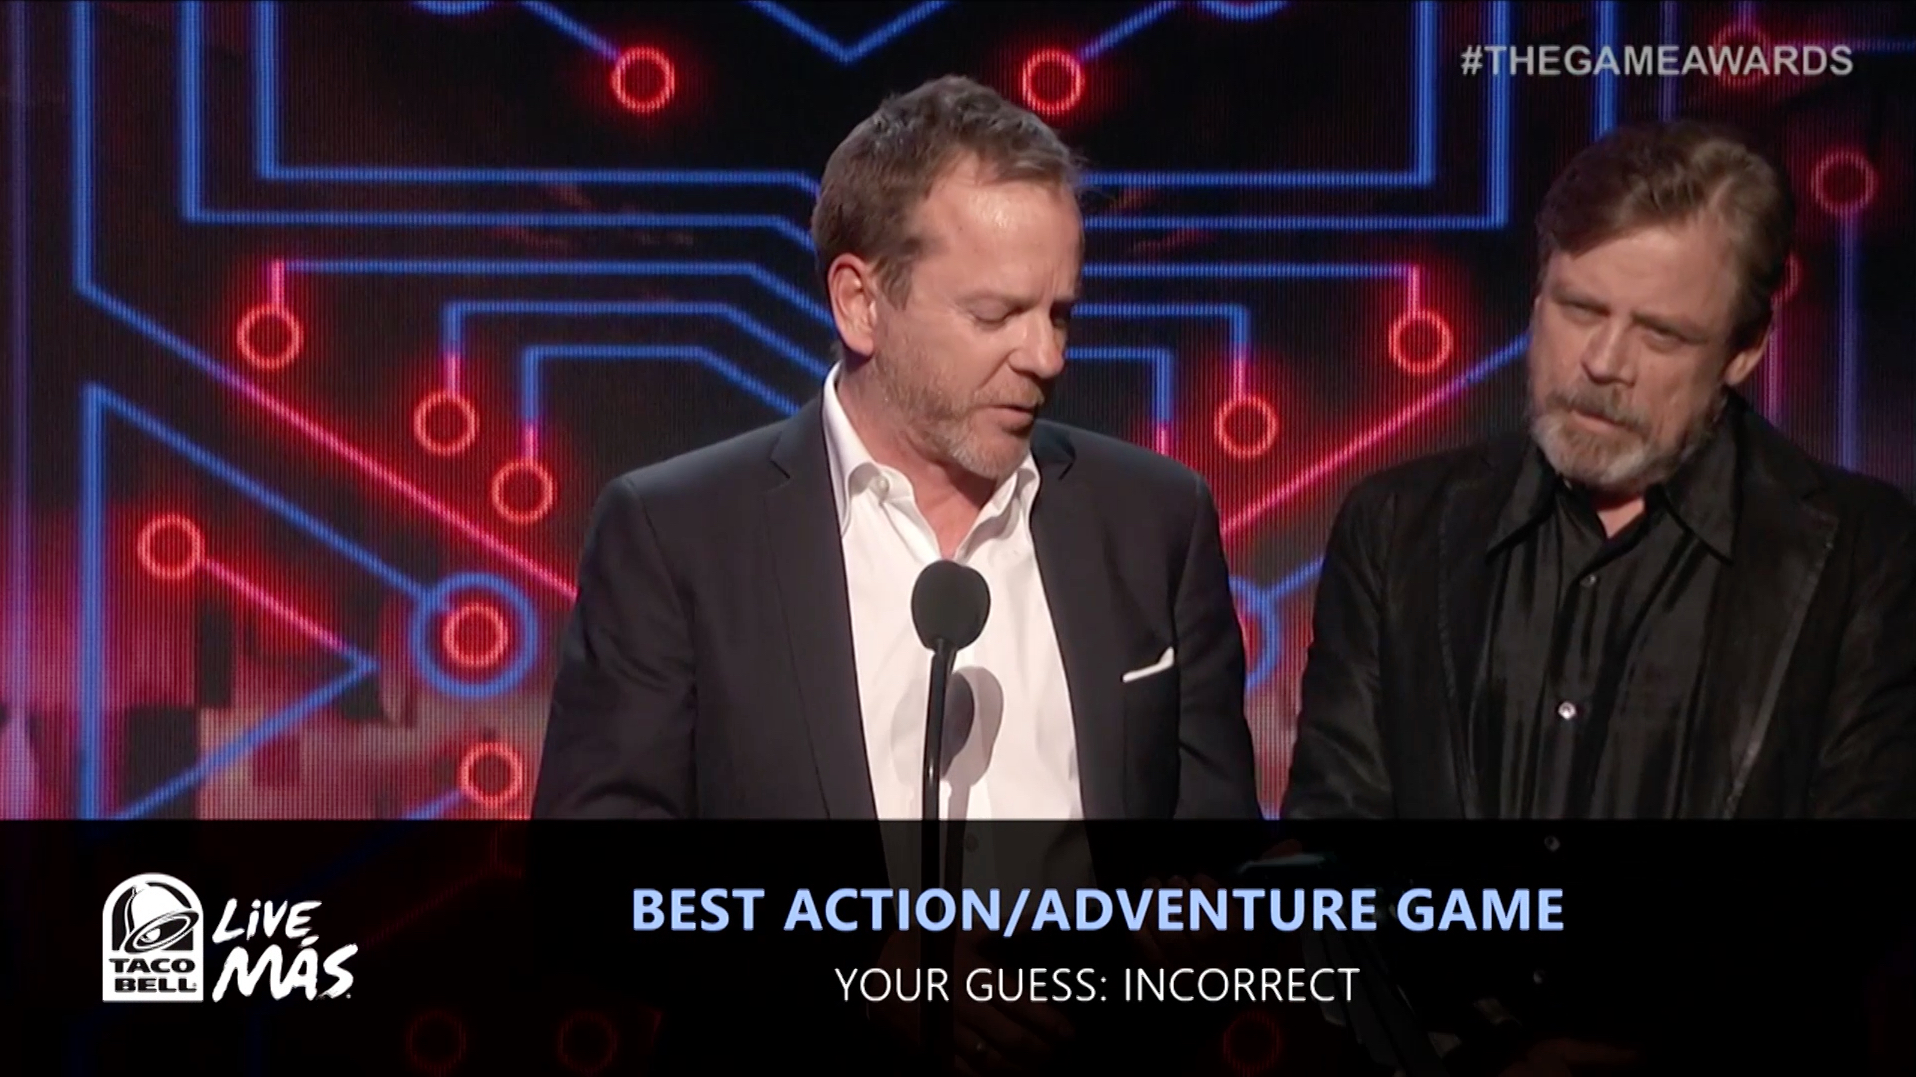 #THEGAMEAWARDS
BEST ACTION/ADVENTURE GAME
YOUR GUESS: INCORRECT
TACO
BELL
LiVE
MÁS